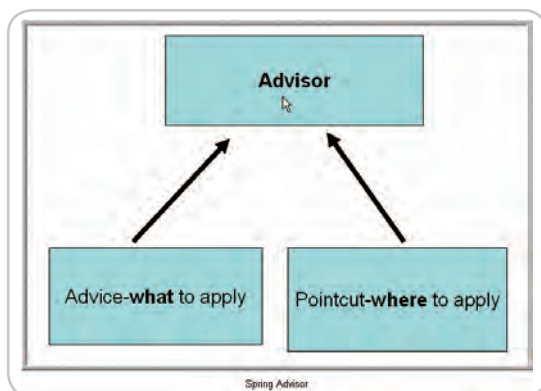 Advisor
Advice-what to apply
Pointcut-where to apply
Spring Advisor